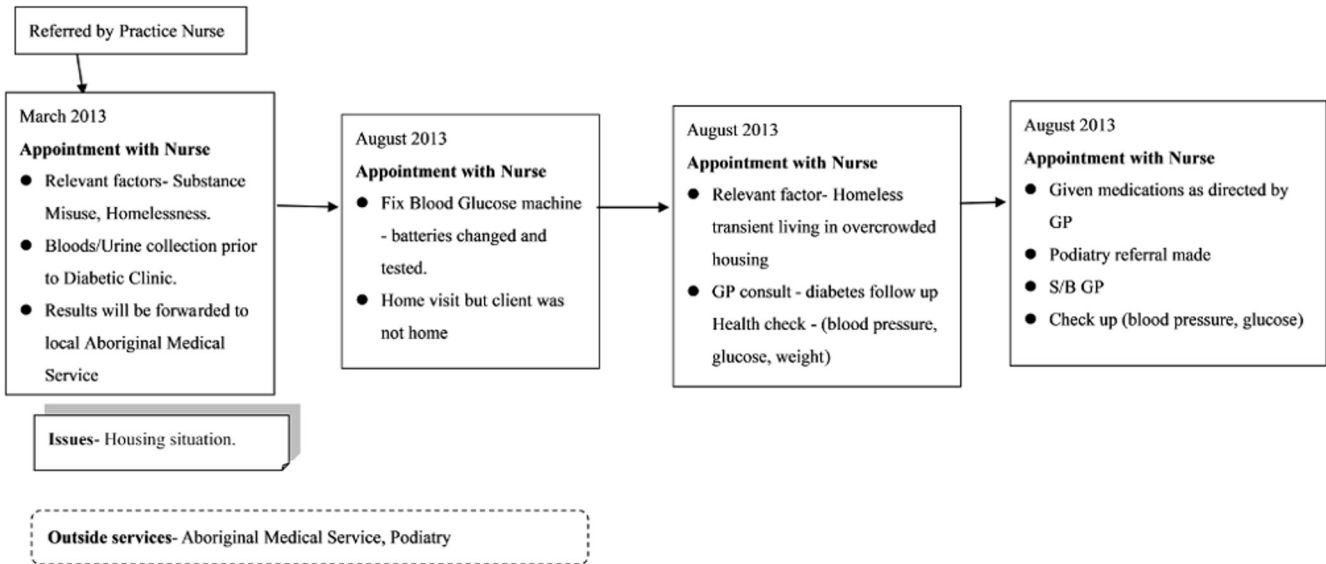 Referred by Practice Nurse
March 2013
Appointment with Nurse
● Relevant factors- Substance
Misuse, Homelessness.
● Bloods/Urine collection prior
to Diabetic Clinic.
● Results will be forwarded to
local Aboriginal Medical
Service
August 2013
Appointment with Nurse
● Fix Blood Glucose machine
- batteries changed and
tested.
● Home visit but client was
not home
August 2013
Appointment with Nurse
● Relevant factor- Homeless
transient living in overcrowded
housing
● GP consult - diabetes follow up
Health check - (blood pressure,
glucose, weight)
August 2013
Appointment with Nurse
● Given medications as directed by
GP
● Podiatry referral made
● S/B GP
● Check up (blood pressure, glucose)
Issues- Housing situation.
Outside services- Aboriginal Medical Service, Podiatry